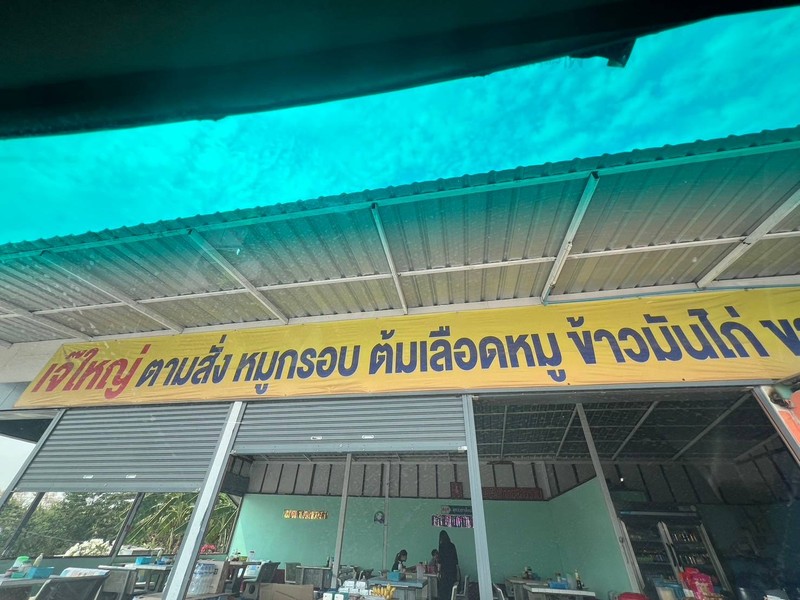 เจ๊ใหญ่ ตามสั่ง หมูกรอบ ต้มเลือดหมู ข้าวมันไก่